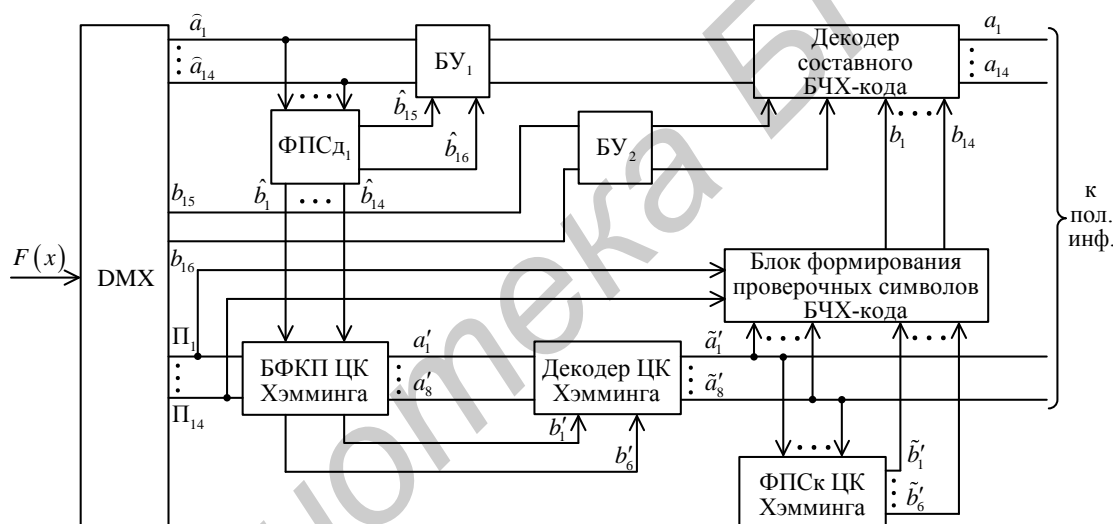 â₁
â₁₄
БУ₁
Декодер
составного
БЧХ-кода
a₁
a₁₄
b̂₁₅
b̂₁₆
ФПСд₁
БУ₂
b₁
b₁₄
b̂₁
b̂₁₄
b₁₅
b₁₆
к
пол.
инф.
F(x)
DMX
Блок формирования
проверочных символов
БЧХ-кода
П₁
П₁₄
БФКП ЦК
Хэмминга
a′₁
a′₈
Декодер ЦК
Хэмминга
ã′₁
ã′₈
b′₁
b′₆
ФПСк ЦК
Хэмминга
b̃′₁
b̃′₆